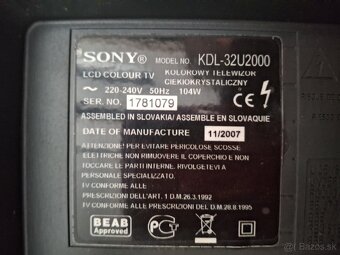 SONY® MODEL NO. KDL-32U2000
LCD COLOUR TV KOLOROWY TELEWIZOR
CIEKŁOKRYSTALICZNY
~ 220-240V 50Hz 104W
SER. NO. 1781079 CE
ASSEMBLED IN SLOVAKIA/ ASSEMBLE EN SLOVAQUIE
DATE OF MANUFACTURE 11/2007
ATTENZIONE! PER EVITARE PERICOLOSE SCOSSE
ELETTRICHE NON RIMUOVERE IL COPERCHIO E NON
TOCCARE LE PARTI INTERNE. RIVOLGETEVI A
PERSONALE SPECIALIZZATO.
TV CONFORME ALLE
PRESCRIZIONI DELL'ART. 1 D.M. 26.3.1992
TV CONFORME AL D.M. DEL 28.8.1995
BEAB
Approved
bazos.sk